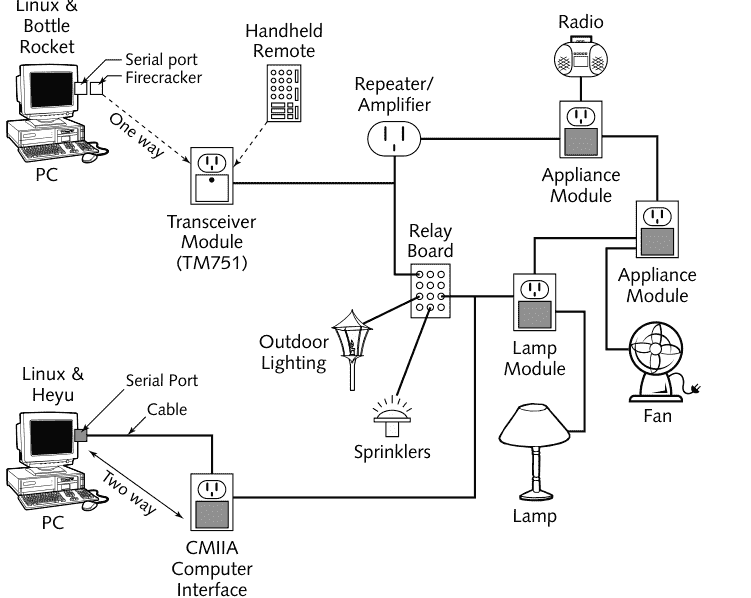 Linux &
Bottle
Rocket
Serial port
Firecracker
PC
One way
Handheld
Remote
Transceiver
Module
(TM751)
Repeater/
Amplifier
Radio
Appliance
Module
Appliance
Module
Relay
Board
Outdoor
Lighting
Sprinklers
Lamp
Module
Fan
Lamp
Linux &
Heyu
Serial Port
Cable
PC
Two way
CMIIA
Computer
Interface